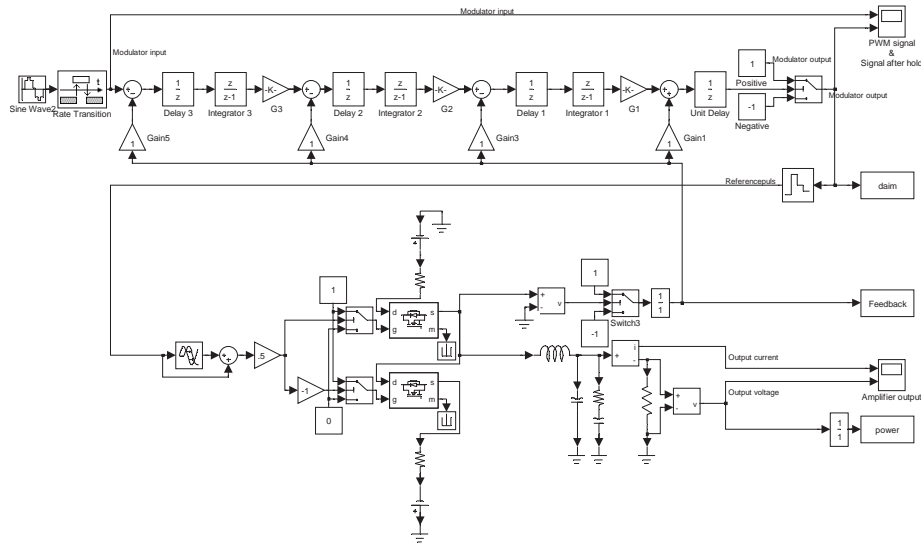 Modulator input
Modulator input
PWM signal
&
Signal after hold
Sine Wave2
t
Rate Transition
1
z
Delay 3
z
z-1
Integrator 3
-K-
G3
1
z
Delay 2
z
z-1
Integrator 2
-K-
G2
1
z
Delay 1
z
z-1
Integrator 1
-K-
G1
1
z
Unit Delay
1
Positive
-1
Negative
Modulator output
Modulator output
1
Gain5
1
Gain4
1
Gain3
1
Gain1
Referencepuls
daim
1
d
g
s
m
+
-
v
1
-1
Switch3
1
1
Feedback
.5
-1
0
d
g
s
m
+
i
-
Output current
+
-
v
Output voltage
Amplifier output
1
1
power